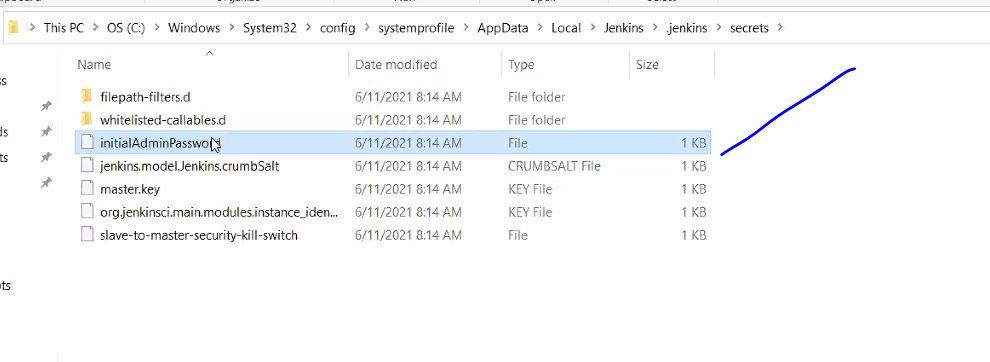 This PC > OS (C:) > Windows > System32 > config > systemprofile > AppData > Local > Jenkins > .jenkins > secrets >
Name Date modified Type Size
filepath-filters.d 6/11/2021 8:14 AM File folder
whitelisted-callables.d 6/11/2021 8:14 AM File folder
initialAdminPassword 6/11/2021 8:14 AM File 1 KB
jenkins.model.Jenkins.crumbSalt 6/11/2021 8:14 AM CRUMBSALT File 1 KB
master.key 6/11/2021 8:14 AM KEY File 1 KB
org.jenkinsci.main.modules.instance_iden... 6/11/2021 8:14 AM KEY File 1 KB
slave-to-master-security-kill-switch 6/11/2021 8:14 AM File 1 KB